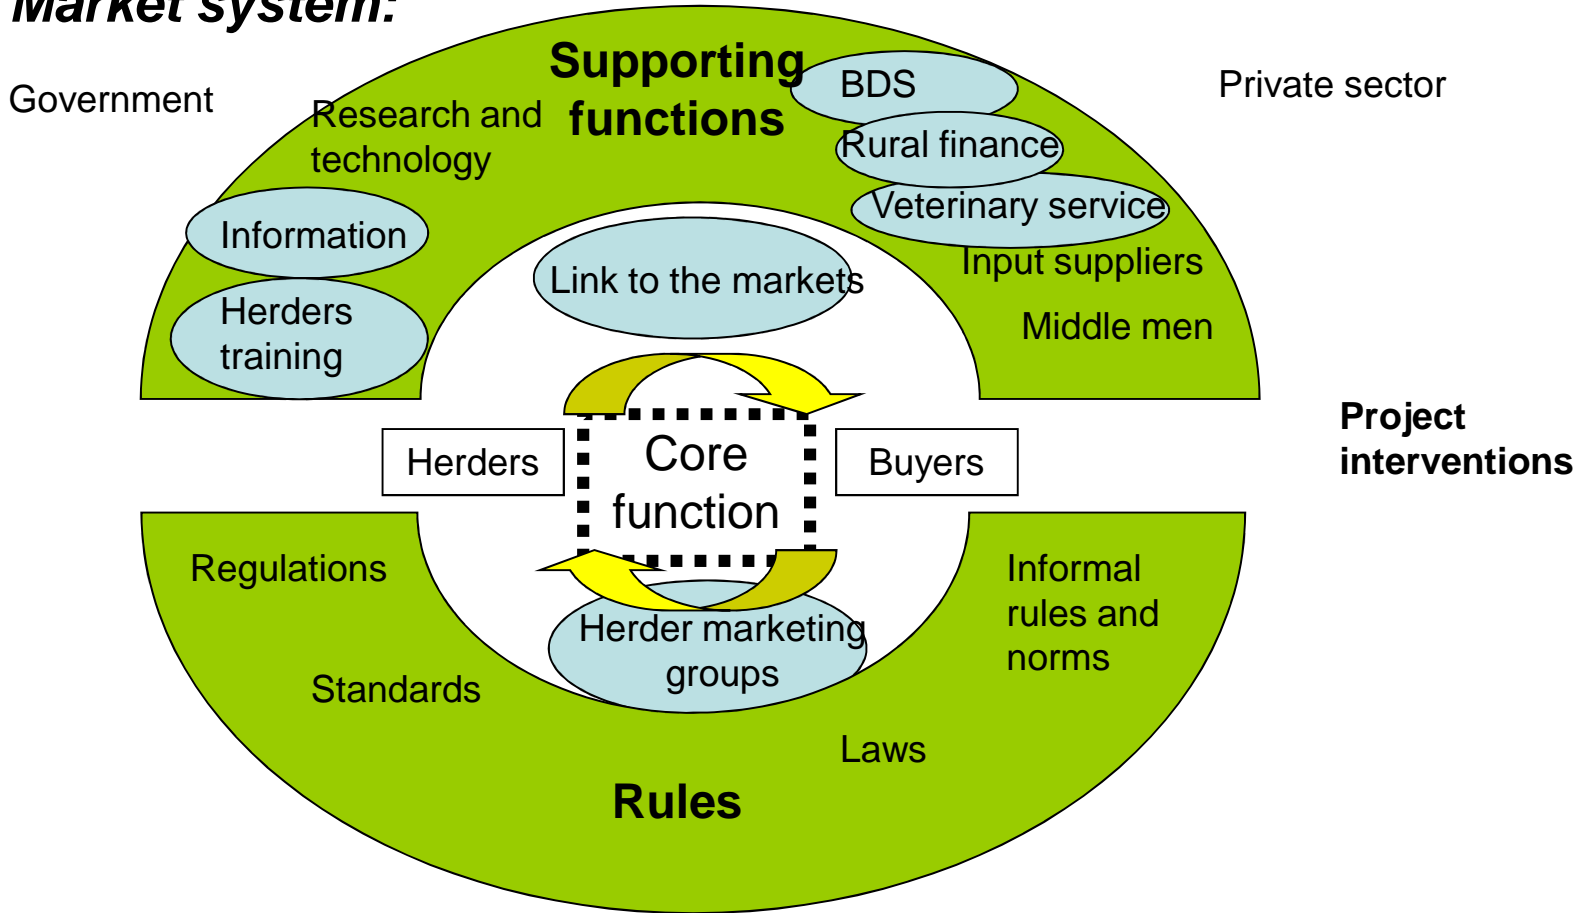 Market system:
Government
Supporting
functions
Private sector
Research and
technology
BDS
Rural finance
Veterinary service
Information
Input suppliers
Link to the markets
Herders
training
Middle men
Project
interventions
Herders
Core
function
Buyers
Regulations
Informal
rules and
norms
Herder marketing
groups
Standards
Laws
Rules